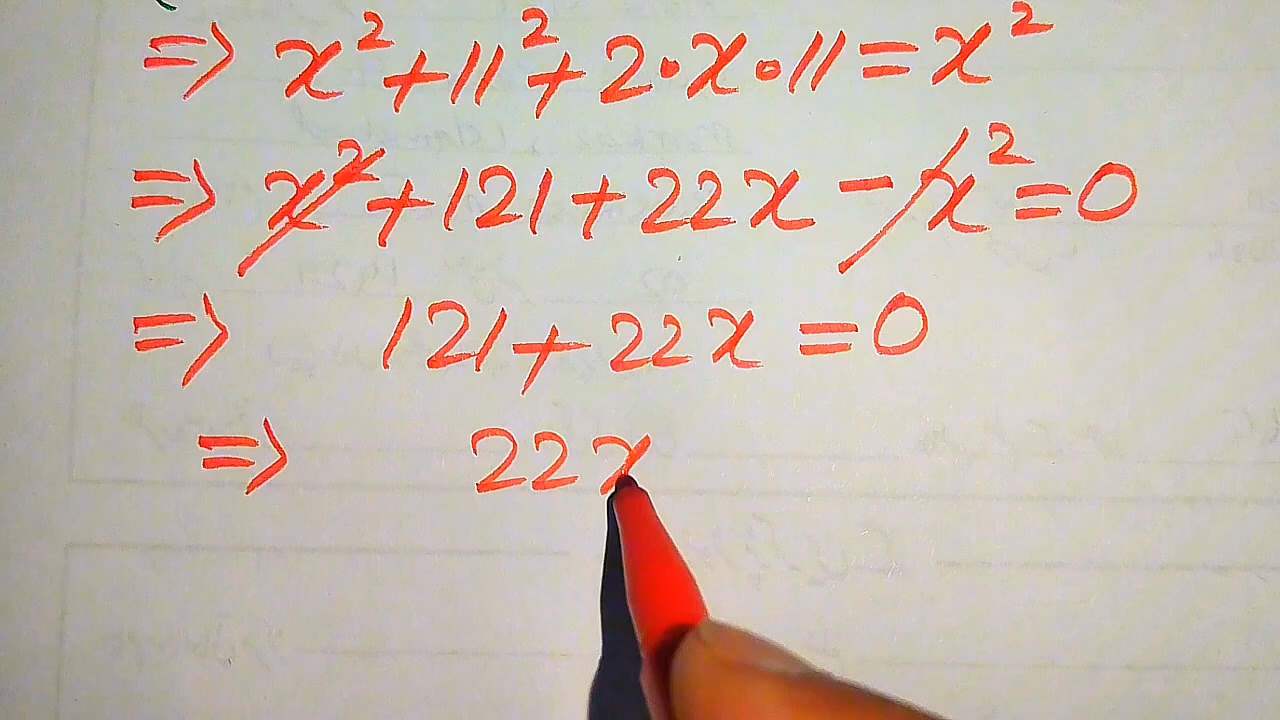 => x² + 11² + 2·x·11 = x²
=> x² + 121 + 22x - x² = 0
=> 121 + 22x = 0
=> 22x